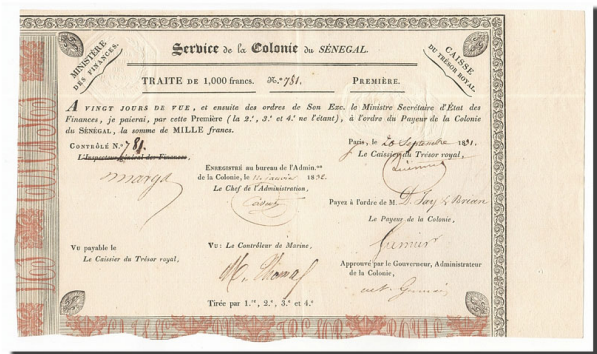 MINISTÈRE
DES FINANCES.
Service de la Colonie du SÉNÉGAL.
CAISSE
DU TRÉSOR ROYAL
TRAITE DE 1,000 francs. N.º 781. PREMIÈRE.
A VINGT JOURS DE VUE, et ensuite des ordres de Son Exc. le Ministre Secrétaire d'État des
Finances, je paierai, par cette Première (la 2.e, 3.e et 4.e ne l'étant), à l'ordre du Payeur de la Colonie
du SÉNÉGAL, la somme de MILLE francs.
CONTRÔLÉ N.º 781.
L'Inspecteur Général des Finances,
Paris, le 20 Septembre 1831.
Le Caissier du Trésor royal,
ENREGISTRÉ au bureau de l'Admin.on
de la Colonie, le Janvier 1832.
Le Chef de l'Administration,
Payez à l'ordre de M.
Le Payeur de la Colonie,
VU payable le
Le Caissier du Trésor royal,
VU : Le Contrôleur de Marine,
Approuvé par le Gouverneur, Administrateur
de la Colonie,
Tirée par 1.re, 2.e, 3.e et 4.e